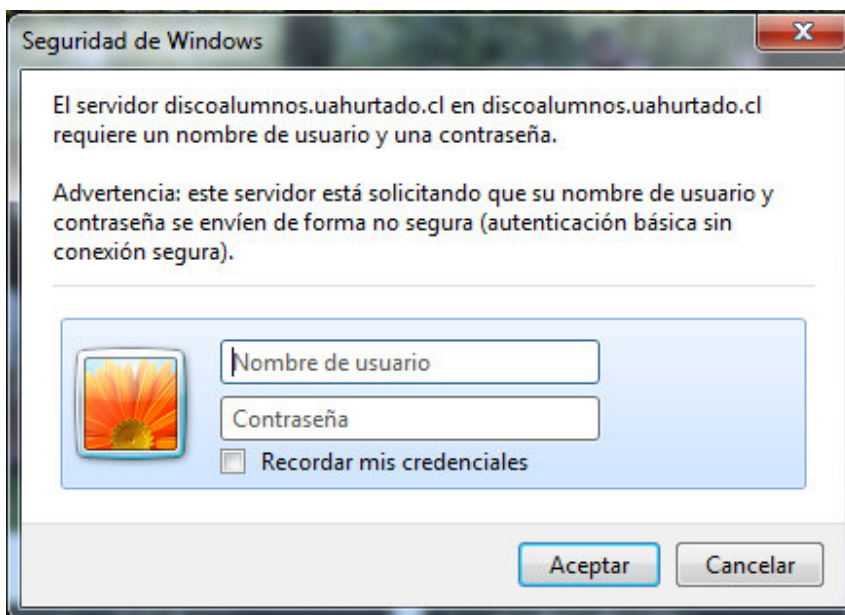 Seguridad de Windows
El servidor discoalumnos.uahurtado.cl en discoalumnos.uahurtado.cl
requiere un nombre de usuario y una contraseña.
Advertencia: este servidor está solicitando que su nombre de usuario y
contraseña se envíen de forma no segura (autenticación básica sin
conexión segura).
Nombre de usuario
Contraseña
Recordar mis credenciales
Aceptar Cancelar